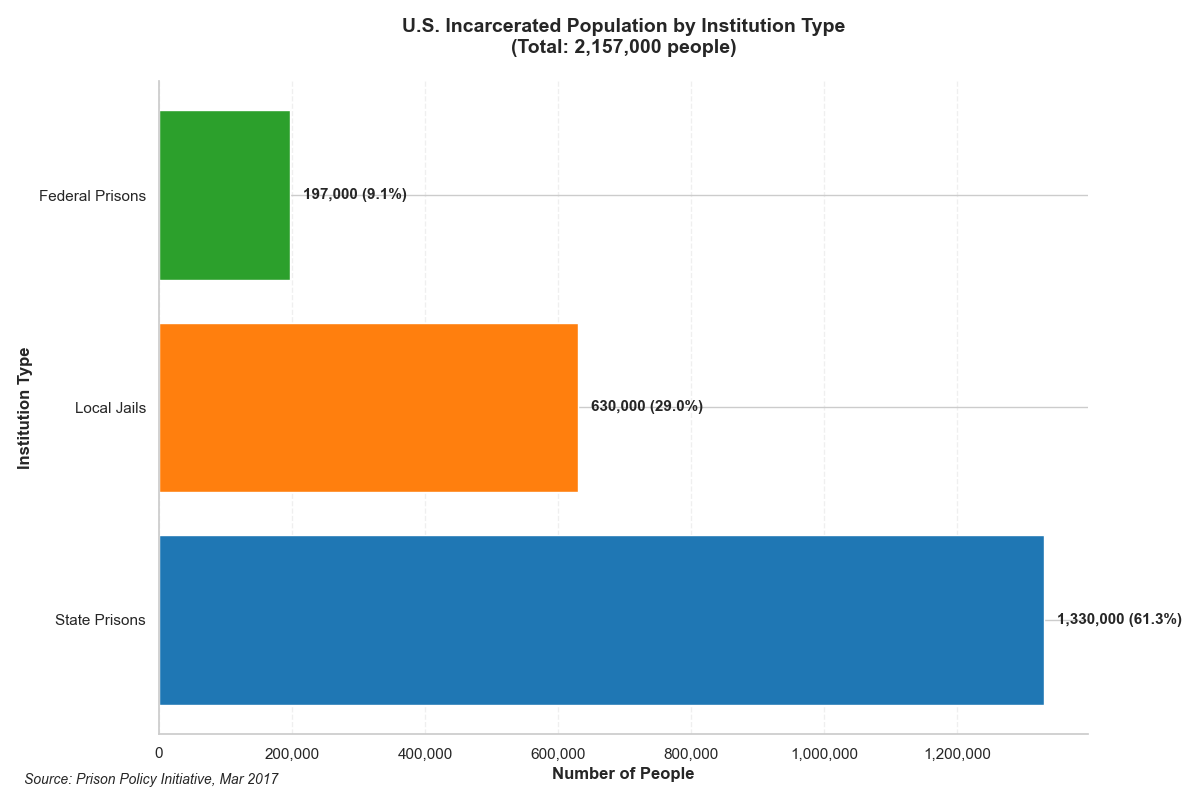 U.S. Incarcerated Population by Institution Type
(Total: 2,157,000 people)
Institution Type
Federal Prisons
197,000 (9.1%)
Local Jails
630,000 (29.0%)
State Prisons
1,330,000 (61.3%)
0
200,000
400,000
600,000
800,000
1,000,000
1,200,000
Number of People
Source: Prison Policy Initiative, Mar 2017